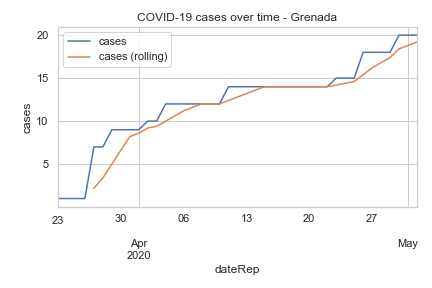 COVID-19 cases over time - Grenada
cases
cases (rolling)
cases
20
15
10
5
23 30 06 13 20 27
Apr May
2020
dateRep